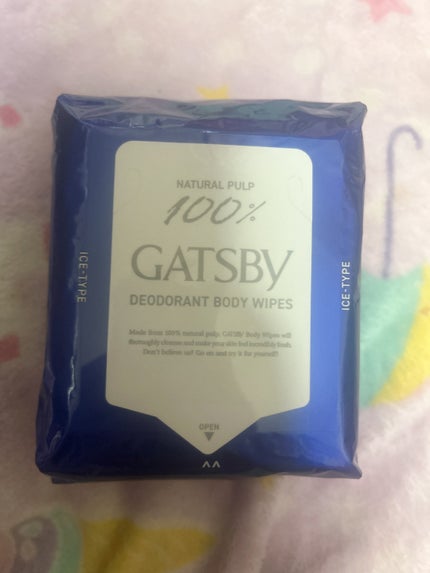 NATURAL PULP
100%
GATSBY
DEODORANT BODY WIPES
Made from 100% natural pulp, GATSBY Body Wipes will
thoroughly cleanse and make your skin feel incredibly fresh.
Don't believe us? Go on and try it for yourself!
ICE-TYPE
ICE-TYPE
OPEN